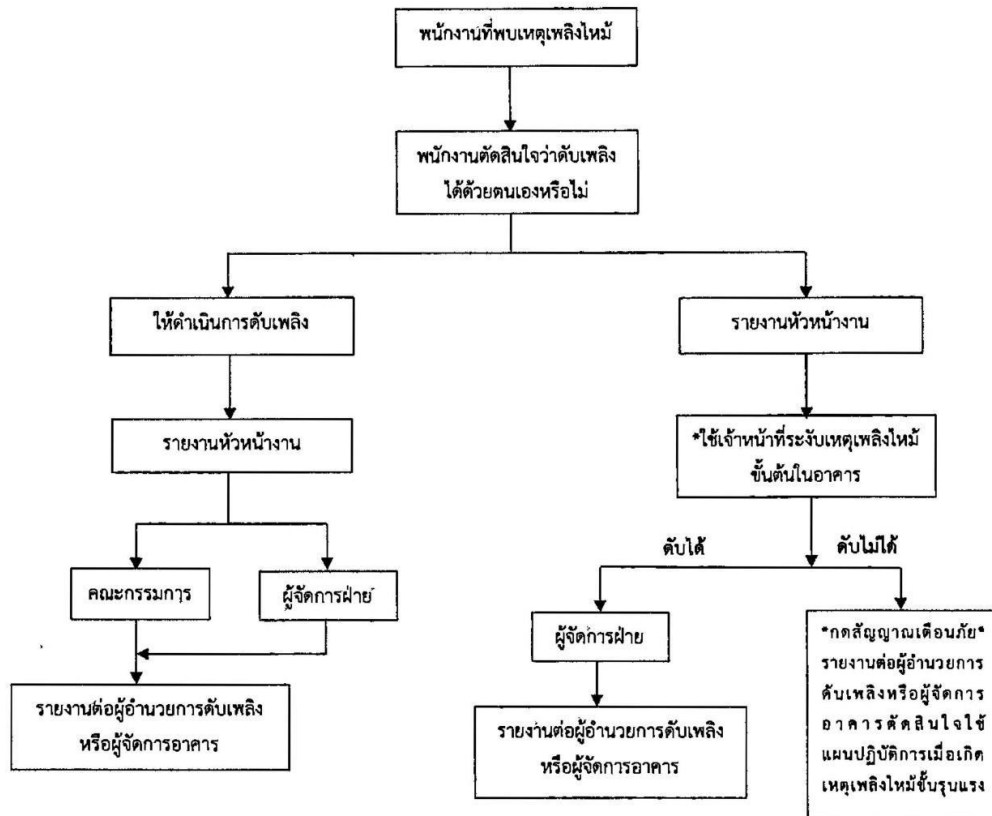 พนักงานที่พบเหตุเพลิงไหม้
พนักงานตัดสินใจว่าดับเพลิง
ได้ด้วยตนเองหรือไม่
ให้ดำเนินการดับเพลิง
รายงานหัวหน้างาน
คณะกรรมการ
ผู้จัดการฝ่าย
รายงานต่อผู้อำนวยการดับเพลิง
หรือผู้จัดการอาคาร
รายงานหัวหน้างาน
*ใช้เจ้าหน้าที่ระงับเหตุเพลิงไหม้
ขั้นต้นในอาคาร
ดับได้
ดับไม่ได้
ผู้จัดการฝ่าย
รายงานต่อผู้อำนวยการดับเพลิง
หรือผู้จัดการอาคาร
*กดสัญญาณเตือนภัย*
รายงานต่อผู้อำนวยการ
ดับเพลิงหรือผู้จัดการ
อาคารตัดสินใจใช้
แผนปฏิบัติการเมื่อเกิด
เหตุเพลิงไหม้ขั้นรุนแรง